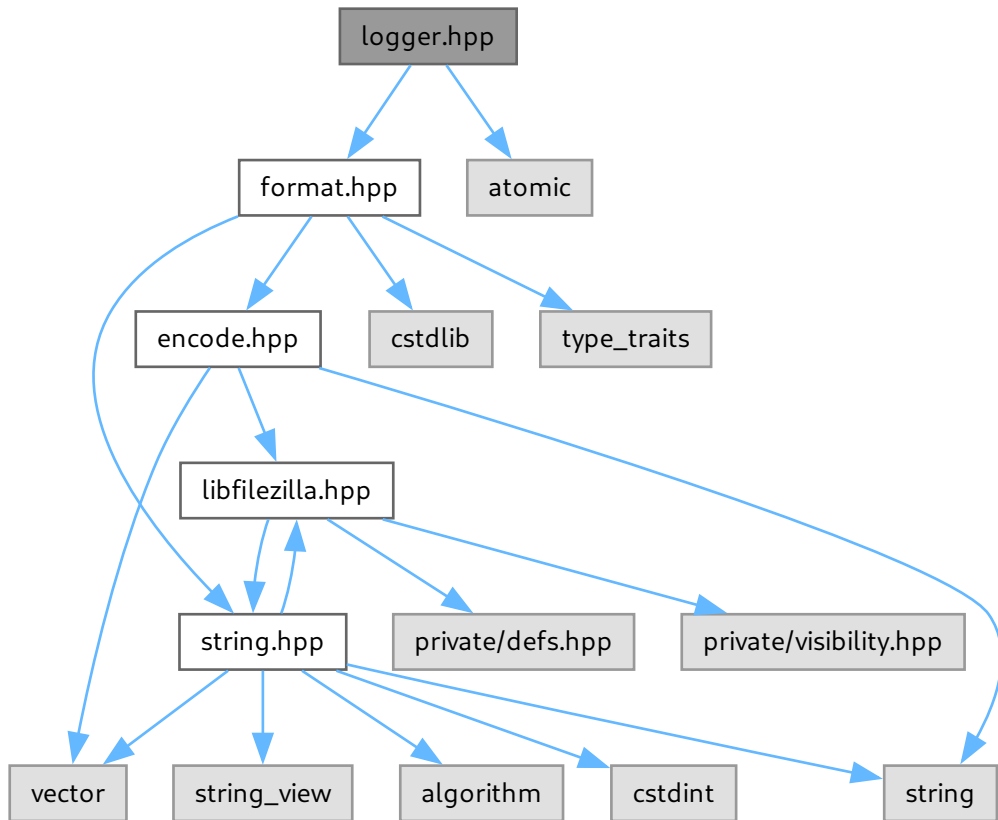 logger.hpp
format.hpp
atomic
encode.hpp
cstdlib
type_traits
libfilezilla.hpp
string.hpp
private/defs.hpp
private/visibility.hpp
vector
string_view
algorithm
cstdint
string